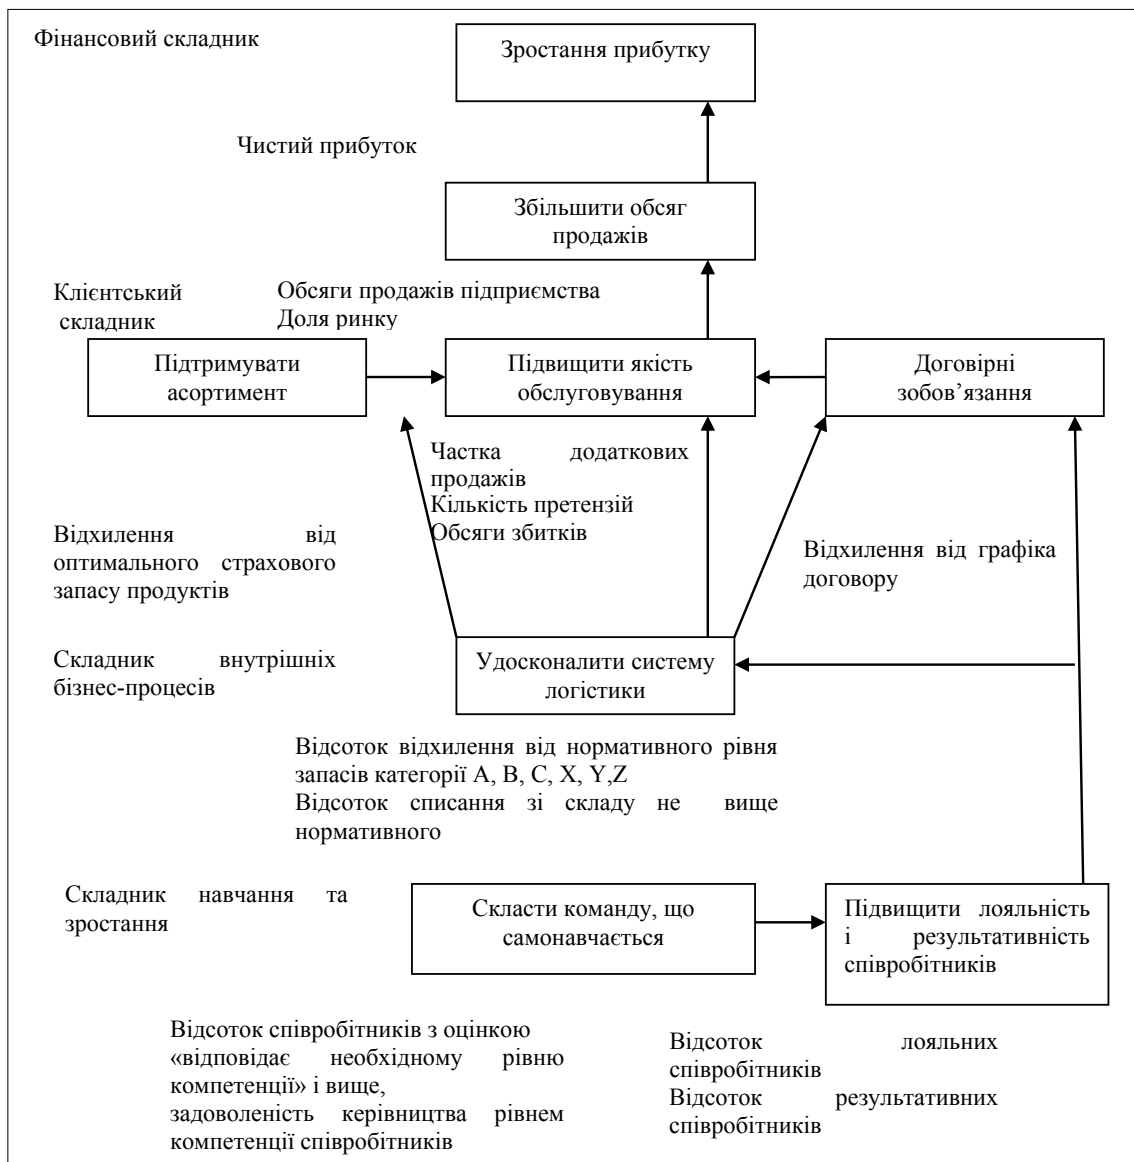 Фінансовий складник
Зростання прибутку
Чистий прибуток
Збільшити обсяг
продажів
Клієнтський
складник
Обсяги продажів підприємства
Доля ринку
Підтримувати
асортимент
Підвищити якість
обслуговування
Договірні
зобов’язання
Частка додаткових
продажів
Кількість претензій
Обсяги збитків
Відхилення від
оптимального страхового
запасу продуктів
Відхилення від графіка
договору
Складник внутрішніх
бізнес-процесів
Удосконалити систему
логістики
Відсоток відхилення від нормативного рівня
запасів категорії А, В, С, X, Y,Z
Відсоток списання зі складу не вище
нормативного
Складник навчання та
зростання
Скласти команду, що
самонавчається
Підвищити лояльність
і результативність
співробітників
Відсоток співробітників з оцінкою
«відповідає необхідному рівню
компетенції» і вище,
задоволеність керівництва рівнем
компетенції співробітників
Відсоток лояльних
співробітників
Відсоток результативних
співробітників